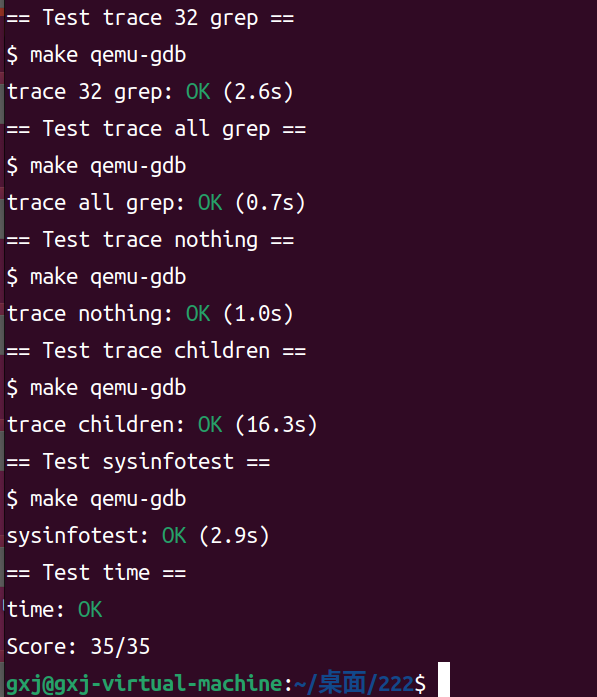 == Test trace 32 grep ==
$ make qemu-gdb
trace 32 grep: OK (2.6s)
== Test trace all grep ==
$ make qemu-gdb
trace all grep: OK (0.7s)
== Test trace nothing ==
$ make qemu-gdb
trace nothing: OK (1.0s)
== Test trace children ==
$ make qemu-gdb
trace children: OK (16.3s)
== Test sysinfotest ==
$ make qemu-gdb
sysinfotest: OK (2.9s)
== Test time ==
time: OK
Score: 35/35
gxj@gxj-virtual-machine:~/桌面/222$